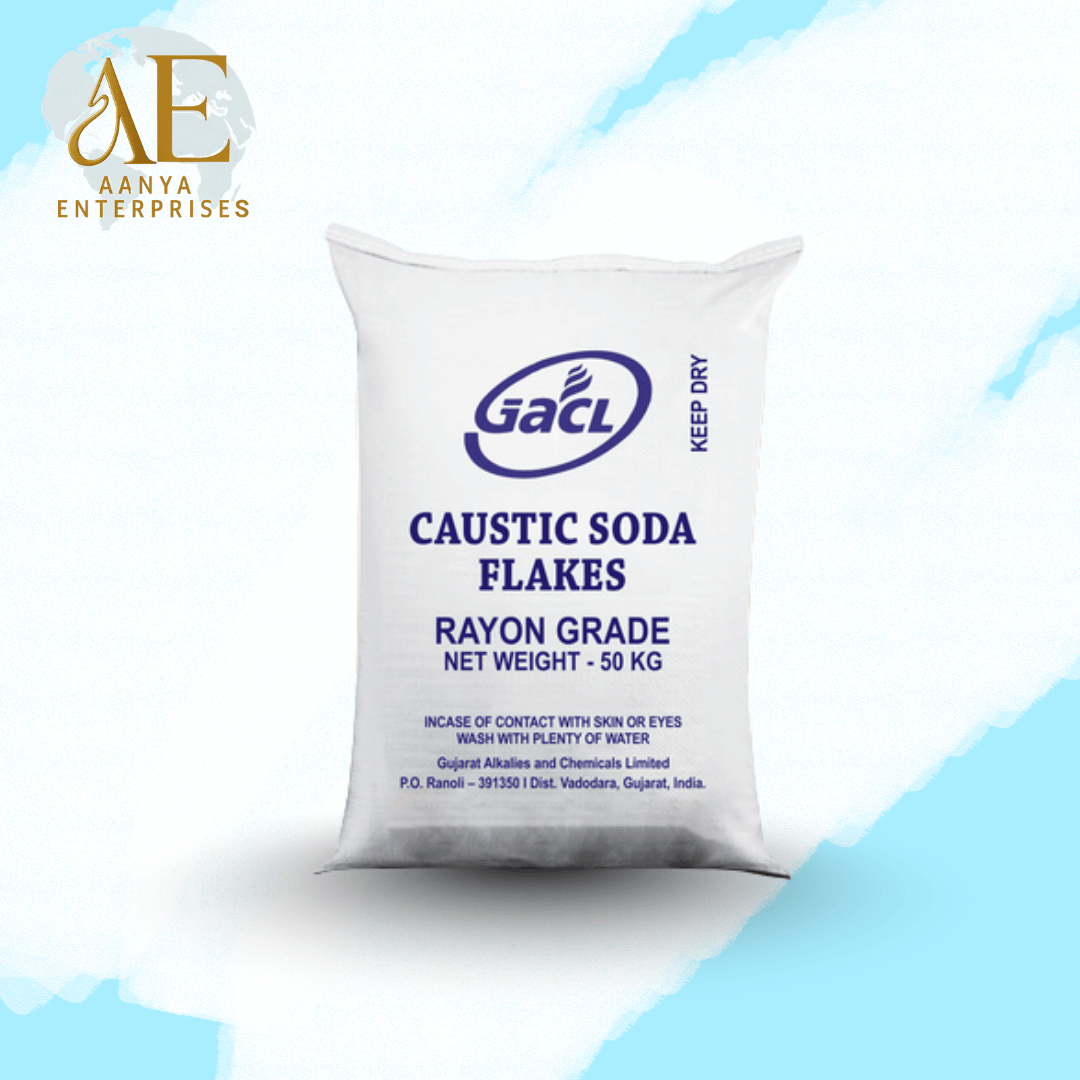 AE
AANYA
ENTERPRISES
GACL
KEEP DRY
CAUSTIC SODA
FLAKES
RAYON GRADE
NET WEIGHT - 50 KG
INCASE OF CONTACT WITH SKIN OR EYES
WASH WITH PLENTY OF WATER
Gujarat Alkalies and Chemicals Limited
P.O. Ranoli – 391350 I Dist. Vadodara, Gujarat, India.